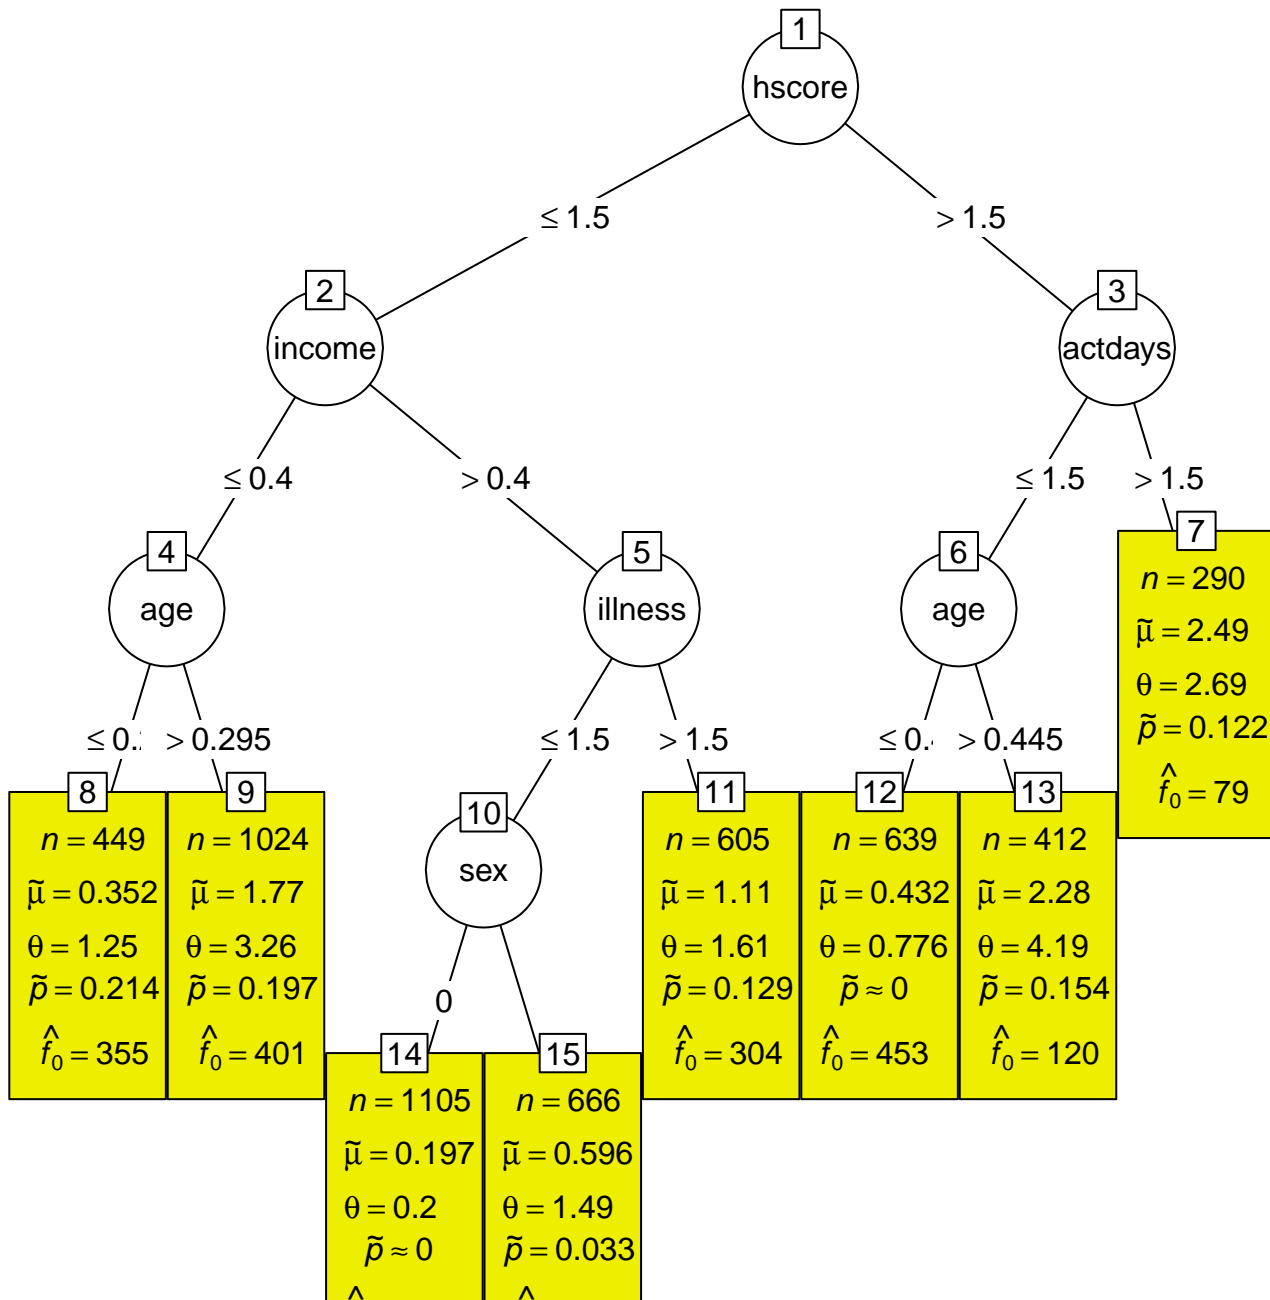 1
hscore
≤ 1.5
> 1.5
2
income
3
actdays
≤ 0.4
> 0.4
≤ 1.5
> 1.5
4
age
5
illness
6
age
7
n = 290
μ̃ = 2.49
θ = 2.69
p̃ = 0.122
f̂₀ = 79
> 0.295
≤ 1.5
> 1.5
> 0.445
8
n = 449
μ̃ = 0.352
θ = 1.25
p̃ = 0.214
f̂₀ = 355
9
n = 1024
μ̃ = 1.77
θ = 3.26
p̃ = 0.197
f̂₀ = 401
10
sex
11
n = 605
μ̃ = 1.11
θ = 1.61
p̃ = 0.129
f̂₀ = 304
12
n = 639
μ̃ = 0.432
θ = 0.776
p̃ ≈ 0
f̂₀ = 453
13
n = 412
μ̃ = 2.28
θ = 4.19
p̃ = 0.154
f̂₀ = 120
0
14
n = 1105
μ̃ = 0.197
θ = 0.2
p̃ ≈ 0
15
n = 666
μ̃ = 0.596
θ = 1.49
p̃ = 0.033